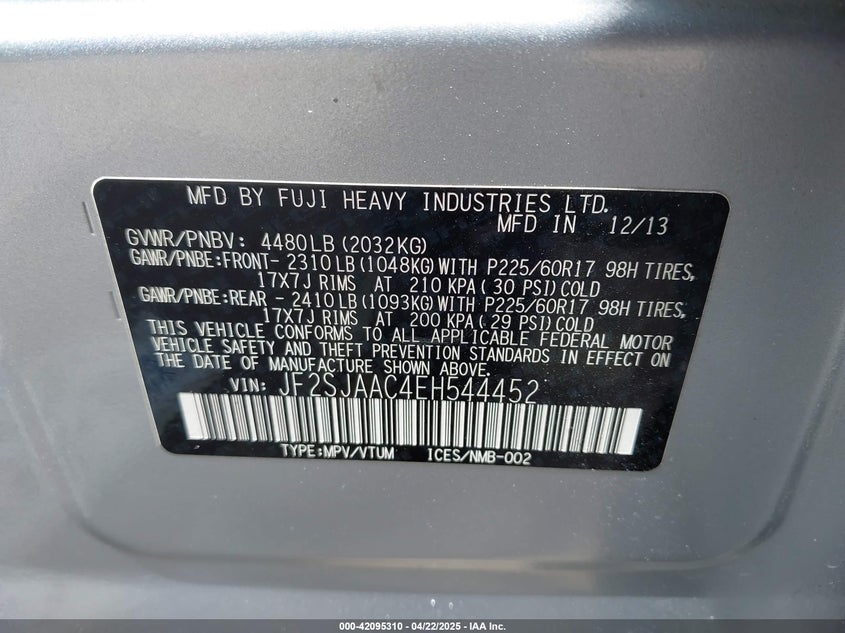 MFD BY FUJI HEAVY INDUSTRIES LTD.
MFD IN 12/13
GVWR/PNBV: 4480LB(2032KG)
GAWR/PNBE:FRONT- 2310LB(1048KG)WITH P225/60R17 98H TIRES,
17X7J RIMS AT 210 KPA( 30 PSI)COLD
GAWR/PNBE:REAR - 2410LB(1093KG)WITH P225/60R17 98H TIRES,
17X7J RIMS AT 200 KPA( 29 PSI)COLD
THIS VEHICLE CONFORMS TO ALL APPLICABLE FEDERAL MOTOR
VEHICLE SAFETY AND THEFT PREVENTION STANDARDS IN EFFECT ON
THE DATE OF MANUFACTURE SHOWN ABOVE.
VIN: JF2SJAAC4EH544452
TYPE:MPV/VTUM ICES/NMB-002
000-42095310 - 04/22/2025 - IAA Inc.